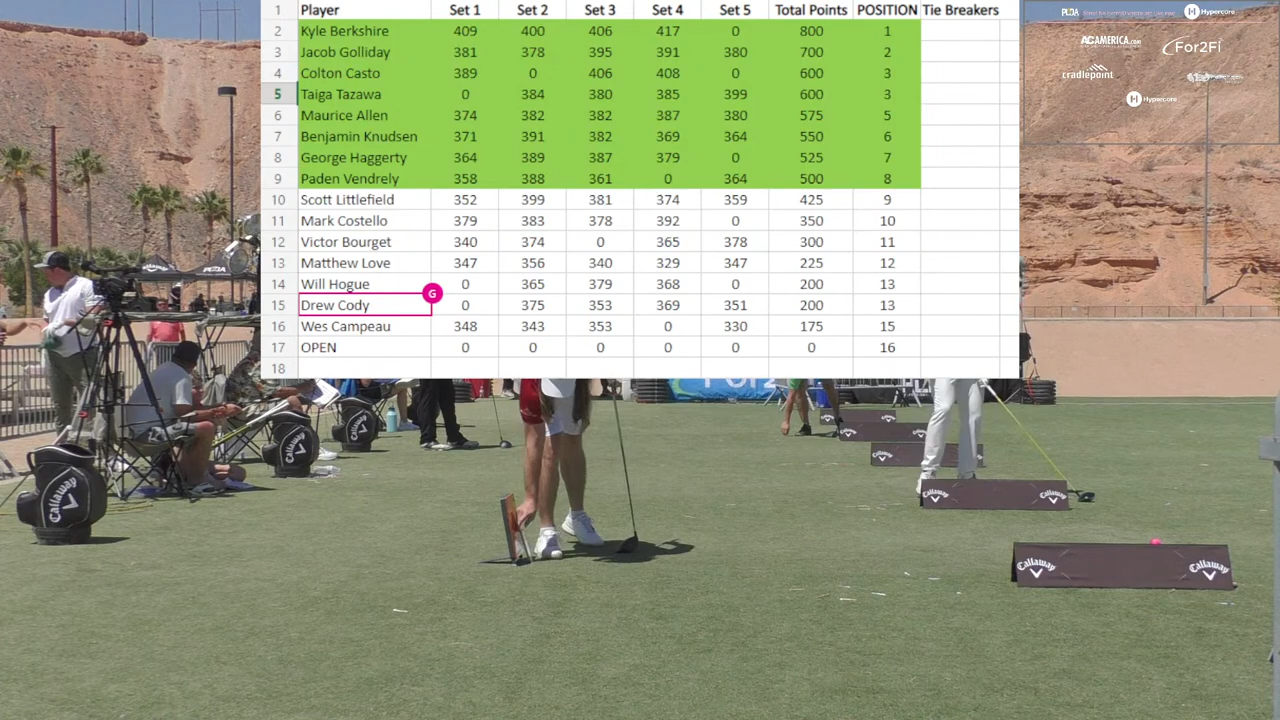 1 Player Set 1 Set 2 Set 3 Set 4 Set 5 Total Points POSITION Tie Breakers
2 Kyle Berkshire 409 400 406 417 0 800 1
3 Jacob Golliday 381 378 395 391 380 700 2
4 Colton Casto 389 0 406 408 0 600 3
5 Taiga Tazawa 0 384 380 385 399 600 3
6 Maurice Allen 374 382 382 387 380 575 5
7 Benjamin Knudsen 371 391 382 369 364 550 6
8 George Haggerty 364 389 387 379 0 525 7
9 Paden Vendrely 358 388 361 0 364 500 8
10 Scott Littlefield 352 399 381 374 359 425 9
11 Mark Costello 379 383 378 392 0 350 10
12 Victor Bourget 340 374 0 365 378 300 11
13 Matthew Love 347 356 340 329 347 225 12
14 Will Hogue 0 365 379 368 0 200 13
G
15 Drew Cody 0 375 353 369 351 200 13
16 Wes Campeau 348 343 353 0 330 175 15
17 OPEN 0 0 0 0 0 0 16
18
PLDA
Hypercore
AGAMERICA.com
For2Fi
cradlepoint
Hypercore
For2
Callaway
Callaway
Callaway
Callaway
Callaway
Callaway
Callaway